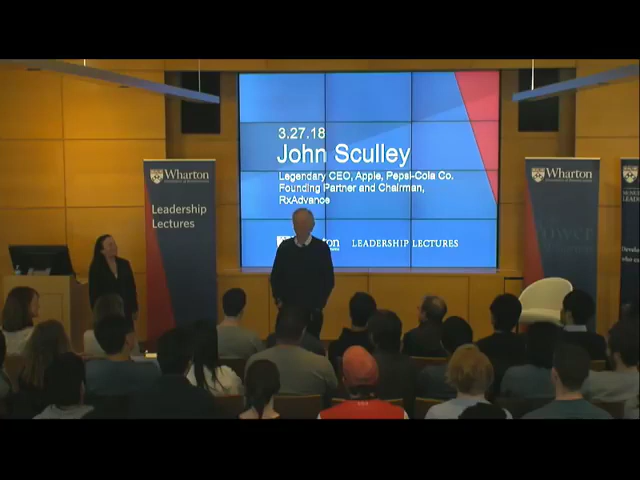 3.27.18
John Sculley
Legendary CEO, Apple, Pepsi-Cola Co.
Founding Partner and Chairman,
RxAdvance
LEADERSHIP LECTURES
Wharton
Leadership
Lectures
Wharton